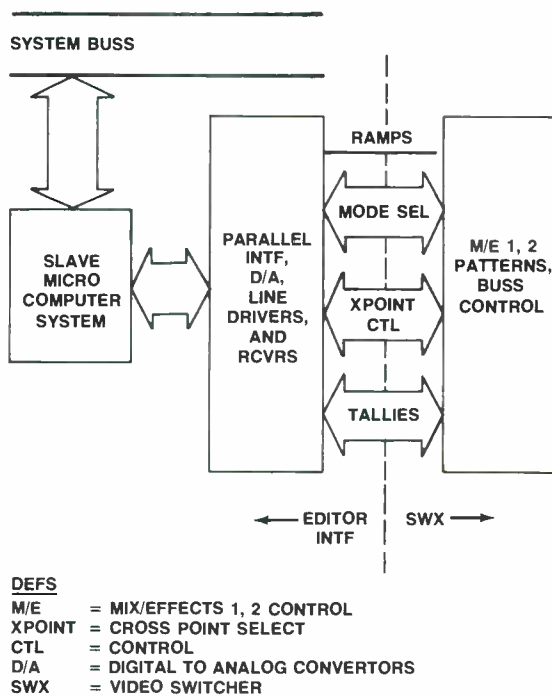 SYSTEM BUSS
SLAVE
MICRO
COMPUTER
SYSTEM
PARALLEL
INTF,
D/A,
LINE
DRIVERS,
AND
RCVRS
RAMPS
MODE SEL
XPOINT
CTL
TALLIES
M/E 1, 2
PATTERNS,
BUSS
CONTROL
EDITOR
INTF
SWX
DEFS
M/E = MIX/EFFECTS 1, 2 CONTROL
XPOINT = CROSS POINT SELECT
CTL = CONTROL
D/A = DIGITAL TO ANALOG CONVERTORS
SWX = VIDEO SWITCHER